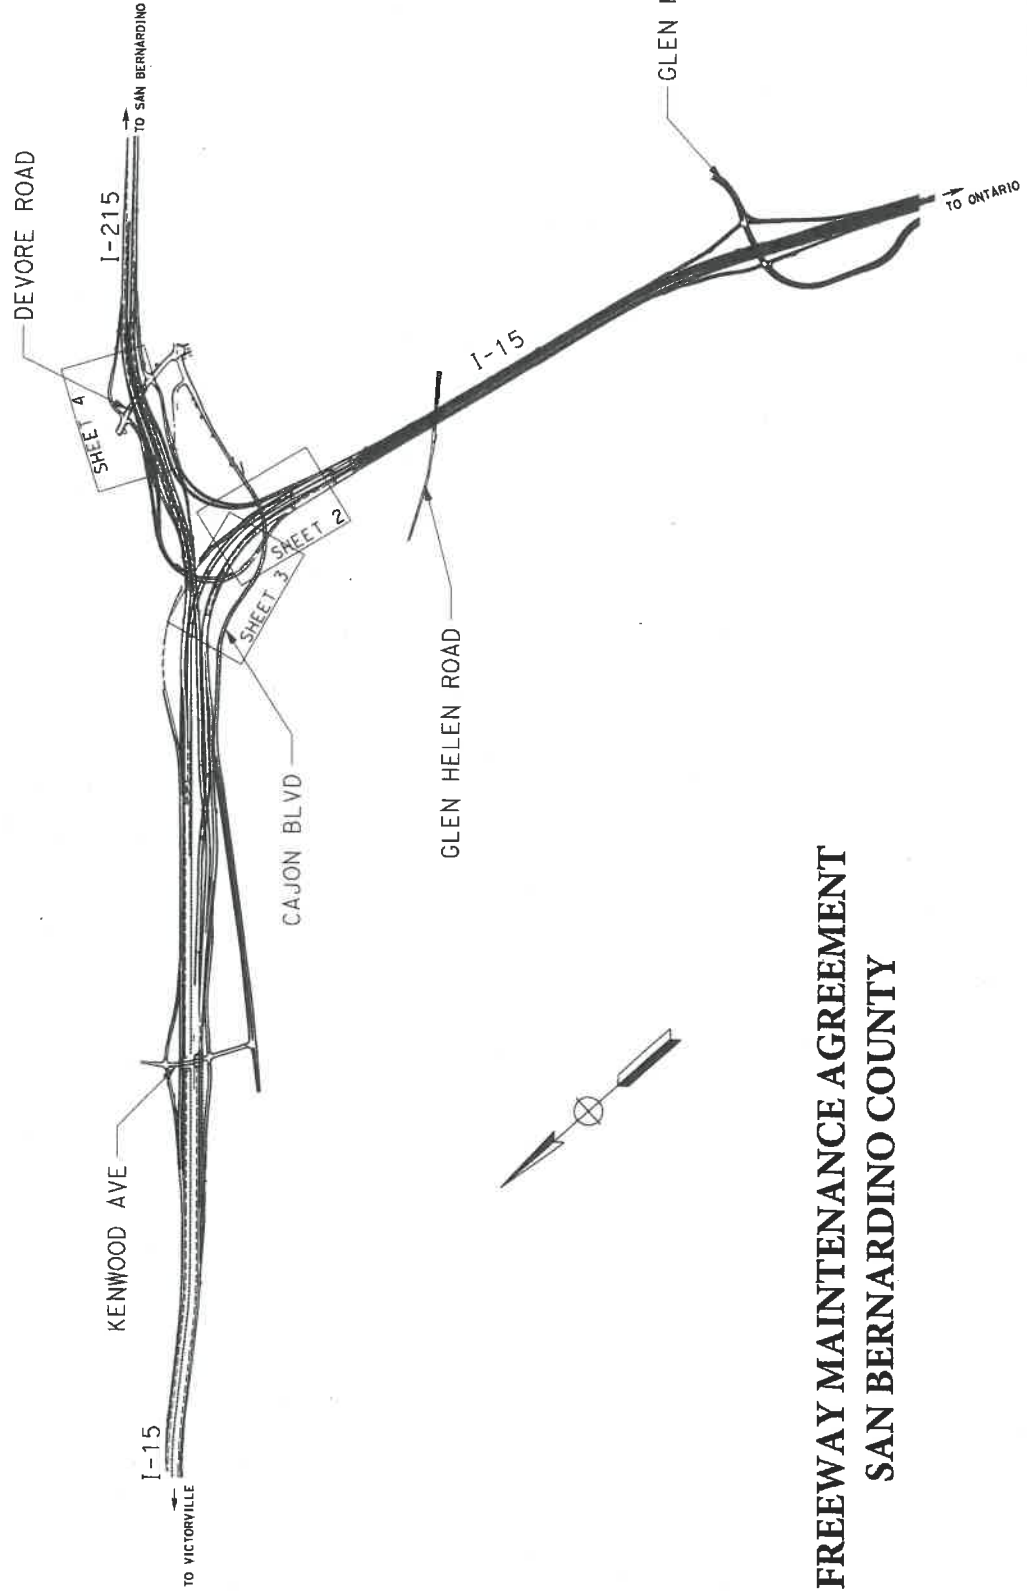 TO VICTORVILLE
I-15
KENWOOD AVE
CAJON BLVD
GLEN HELEN ROAD
SHEET 3
SHEET 2
SHEET 4
DEVORE ROAD
I-215
TO SAN BERNARDINO
I-15
GLEN
TO ONTARIO
FREEWAY MAINTENANCE AGREEMENT
SAN BERNARDINO COUNTY